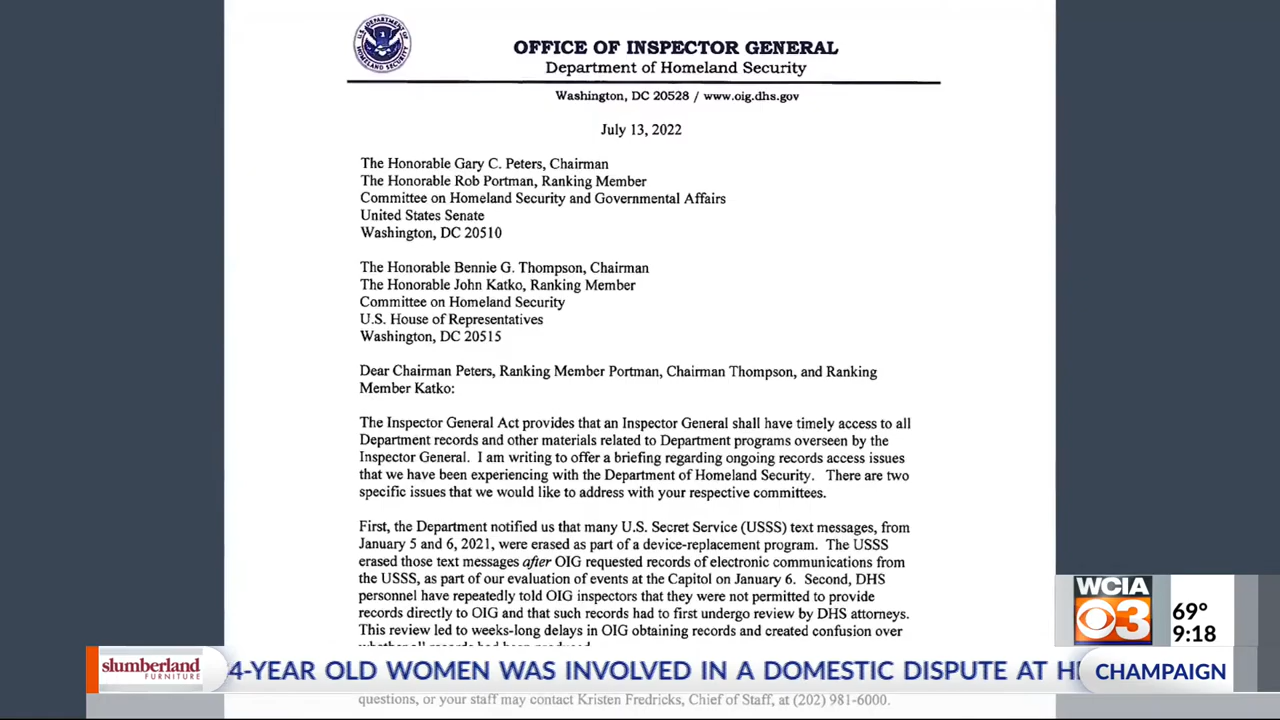 OFFICE OF INSPECTOR GENERAL
Department of Homeland Security
Washington, DC 20528 / www.oig.dhs.gov
July 13, 2022
The Honorable Gary C. Peters, Chairman
The Honorable Rob Portman, Ranking Member
Committee on Homeland Security and Governmental Affairs
United States Senate
Washington, DC 20510
The Honorable Bennie G. Thompson, Chairman
The Honorable John Katko, Ranking Member
Committee on Homeland Security
U.S. House of Representatives
Washington, DC 20515
Dear Chairman Peters, Ranking Member Portman, Chairman Thompson, and Ranking
Member Katko:
The Inspector General Act provides that an Inspector General shall have timely access to all
Department records and other materials related to Department programs overseen by the
Inspector General. I am writing to offer a briefing regarding ongoing records access issues
that we have been experiencing with the Department of Homeland Security. There are two
specific issues that we would like to address with your respective committees.
First, the Department notified us that many U.S. Secret Service (USSS) text messages, from
January 5 and 6, 2021, were erased as part of a device-replacement program. The USSS
erased those text messages after OIG requested records of electronic communications from
the USSS, as part of our evaluation of events at the Capitol on January 6. Second, DHS
personnel have repeatedly told OIG inspectors that they were not permitted to provide
records directly to OIG and that such records had to first undergo review by DHS attorneys.
This review led to weeks-long delays in OIG obtaining records and created confusion over
WCIA
3
69°
9:18
slumberland
FURNITURE
4-YEAR OLD WOMEN WAS INVOLVED IN A DOMESTIC DISPUTE AT
CHAMPAIGN
questions, or your staff may contact Kristen Fredricks, Chief of Staff, at (202) 981-6000.